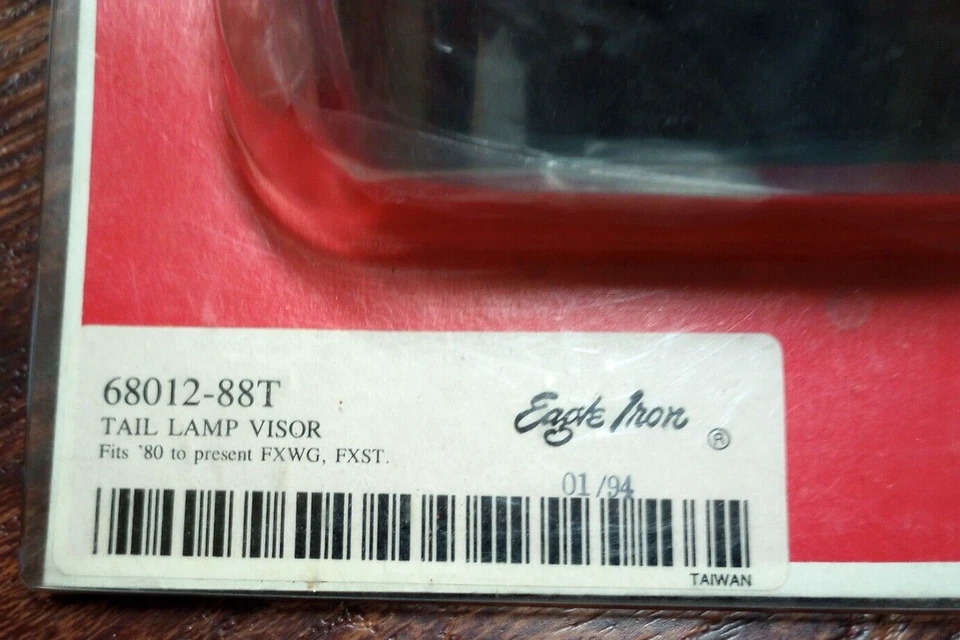 68012-88T
TAIL LAMP VISOR
Fits '80 to present FXWG, FXST.
Eagle Iron ®
01/94
TAIWAN